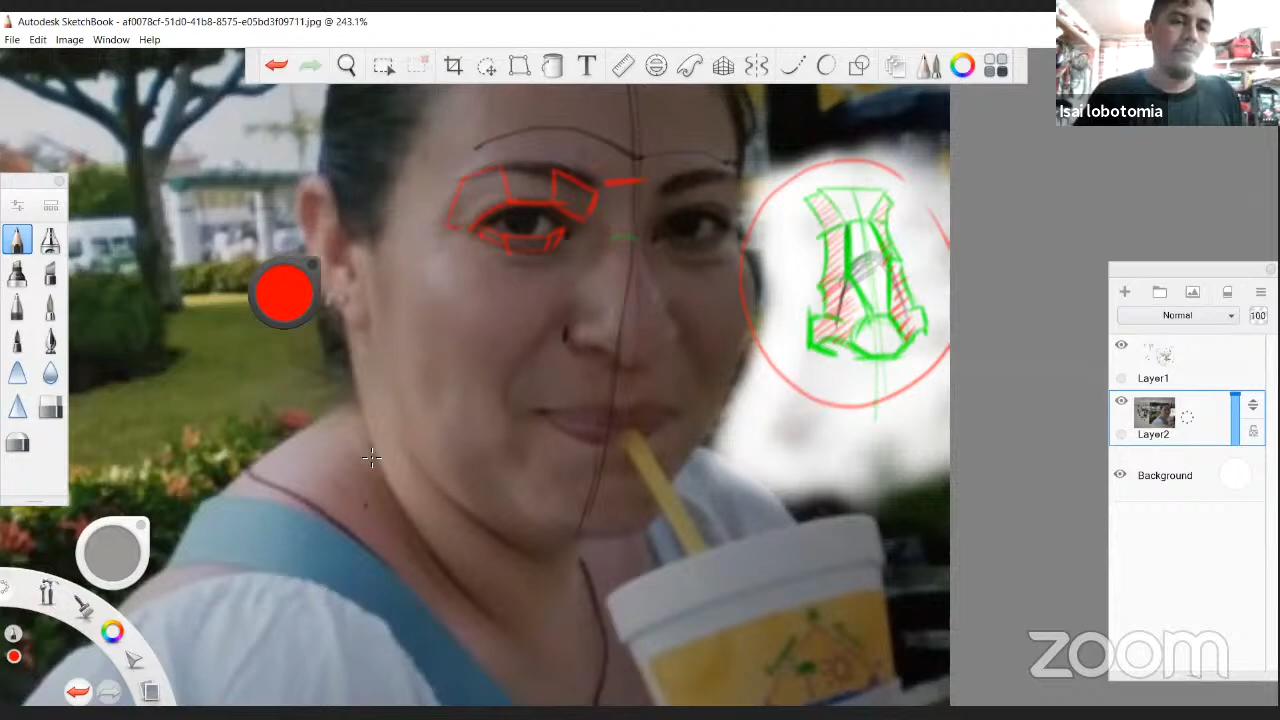 Autodesk SketchBook - af0078cf-51d0-41b8-8575-e05bd3f09711.jpg @ 243.1%
File Edit Image Window Help
T
Isai lobotomia
Normal
100
Layer1
Layer2
Background
zoom